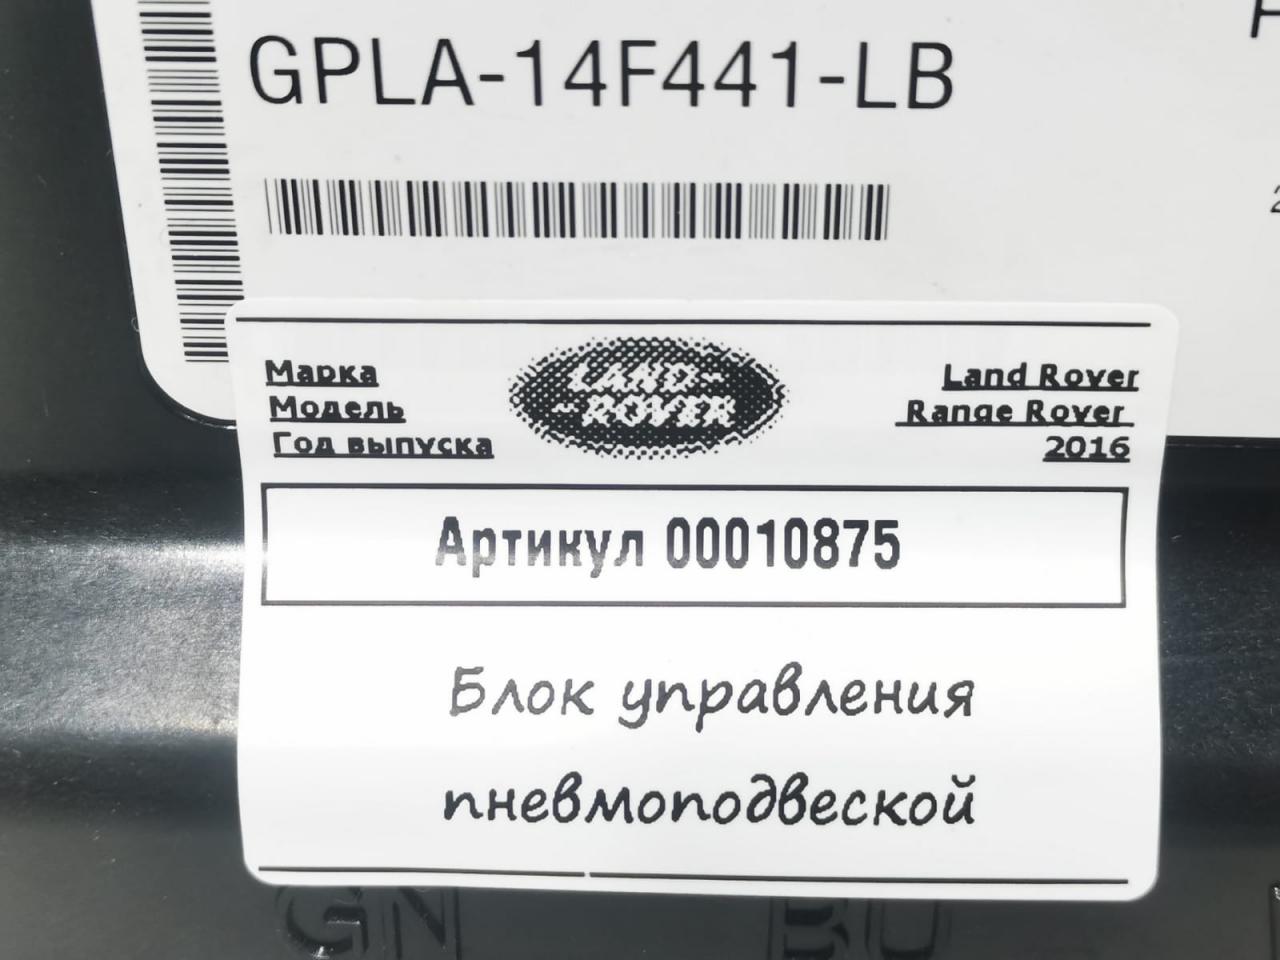 GPLA-14F441-LB
Марка Land Rover
Модель Range Rover
Год выпуска 2016
LAND-
-ROVER
Артикул 00010875
Блок управления
пневмоподвеской
GN BU